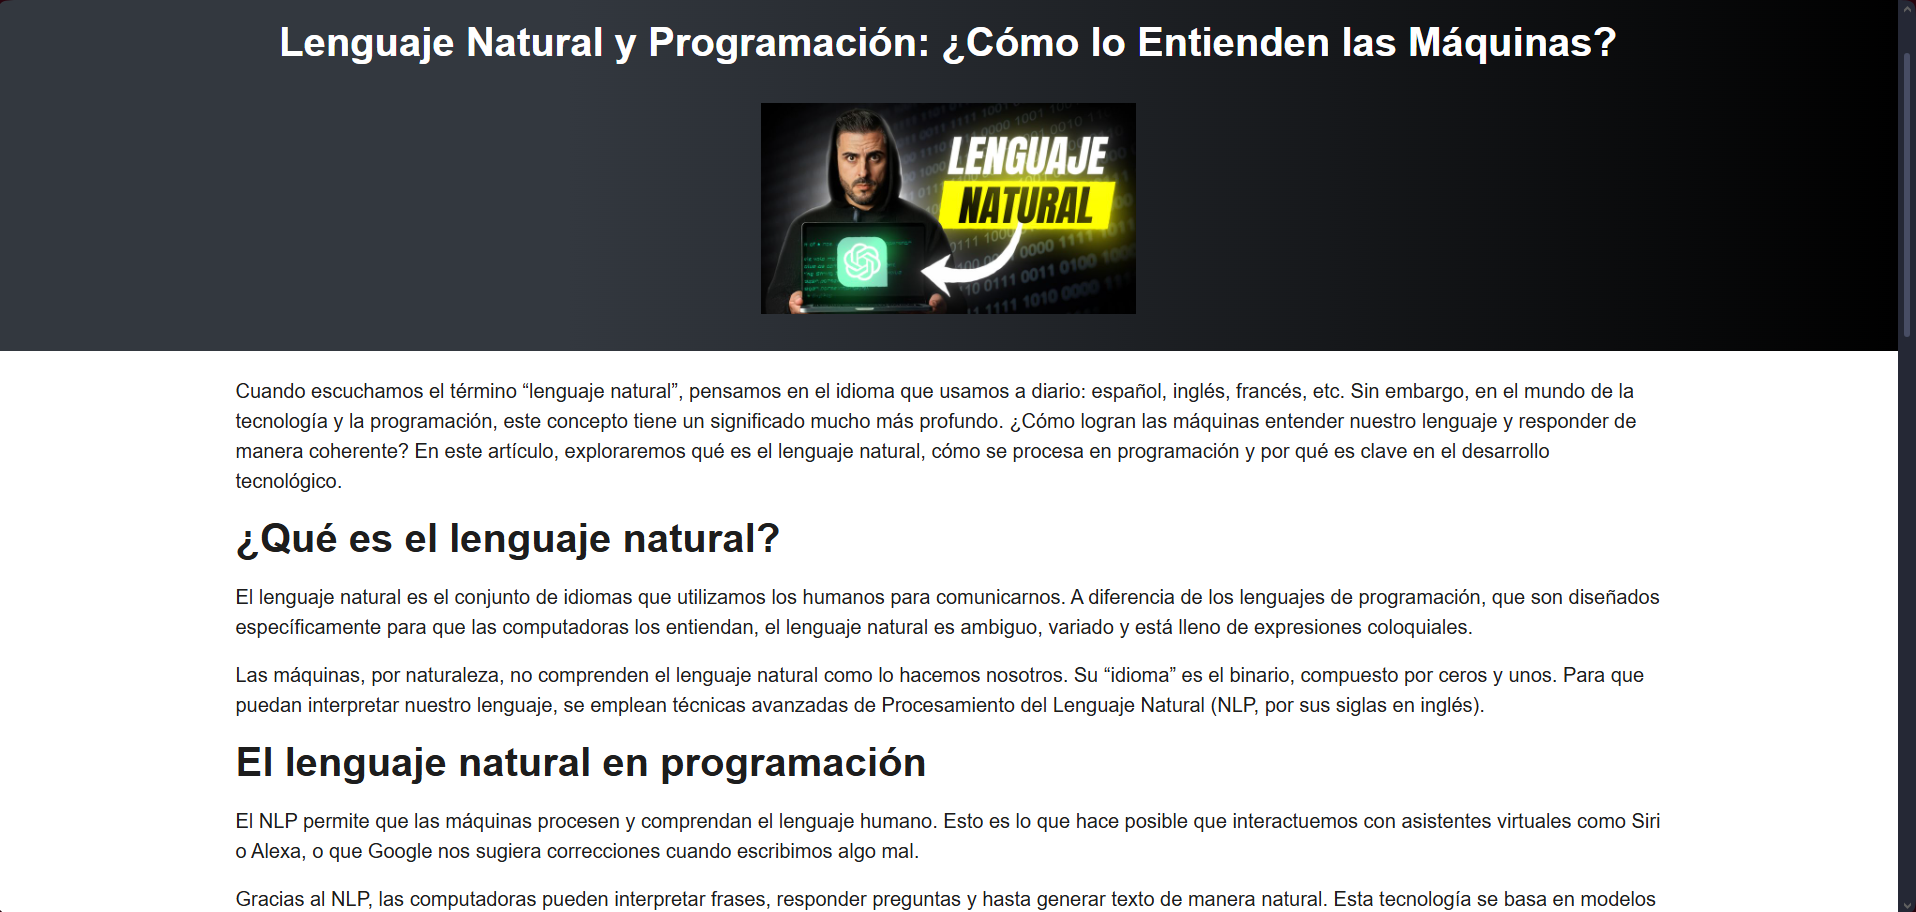 Lenguaje Natural y Programación: ¿Cómo lo Entienden las Máquinas?
LENGUAJE
NATURAL
Cuando escuchamos el término “lenguaje natural”, pensamos en el idioma que usamos a diario: español, inglés, francés, etc. Sin embargo, en el mundo de la
tecnología y la programación, este concepto tiene un significado mucho más profundo. ¿Cómo logran las máquinas entender nuestro lenguaje y responder de
manera coherente? En este artículo, exploraremos qué es el lenguaje natural, cómo se procesa en programación y por qué es clave en el desarrollo
tecnológico.
¿Qué es el lenguaje natural?
El lenguaje natural es el conjunto de idiomas que utilizamos los humanos para comunicarnos. A diferencia de los lenguajes de programación, que son diseñados
específicamente para que las computadoras los entiendan, el lenguaje natural es ambiguo, variado y está lleno de expresiones coloquiales.
Las máquinas, por naturaleza, no comprenden el lenguaje natural como lo hacemos nosotros. Su “idioma” es el binario, compuesto por ceros y unos. Para que
puedan interpretar nuestro lenguaje, se emplean técnicas avanzadas de Procesamiento del Lenguaje Natural (NLP, por sus siglas en inglés).
El lenguaje natural en programación
El NLP permite que las máquinas procesen y comprendan el lenguaje humano. Esto es lo que hace posible que interactuemos con asistentes virtuales como Siri
o Alexa, o que Google nos sugiera correcciones cuando escribimos algo mal.
Gracias al NLP, las computadoras pueden interpretar frases, responder preguntas y hasta generar texto de manera natural. Esta tecnología se basa en modelos